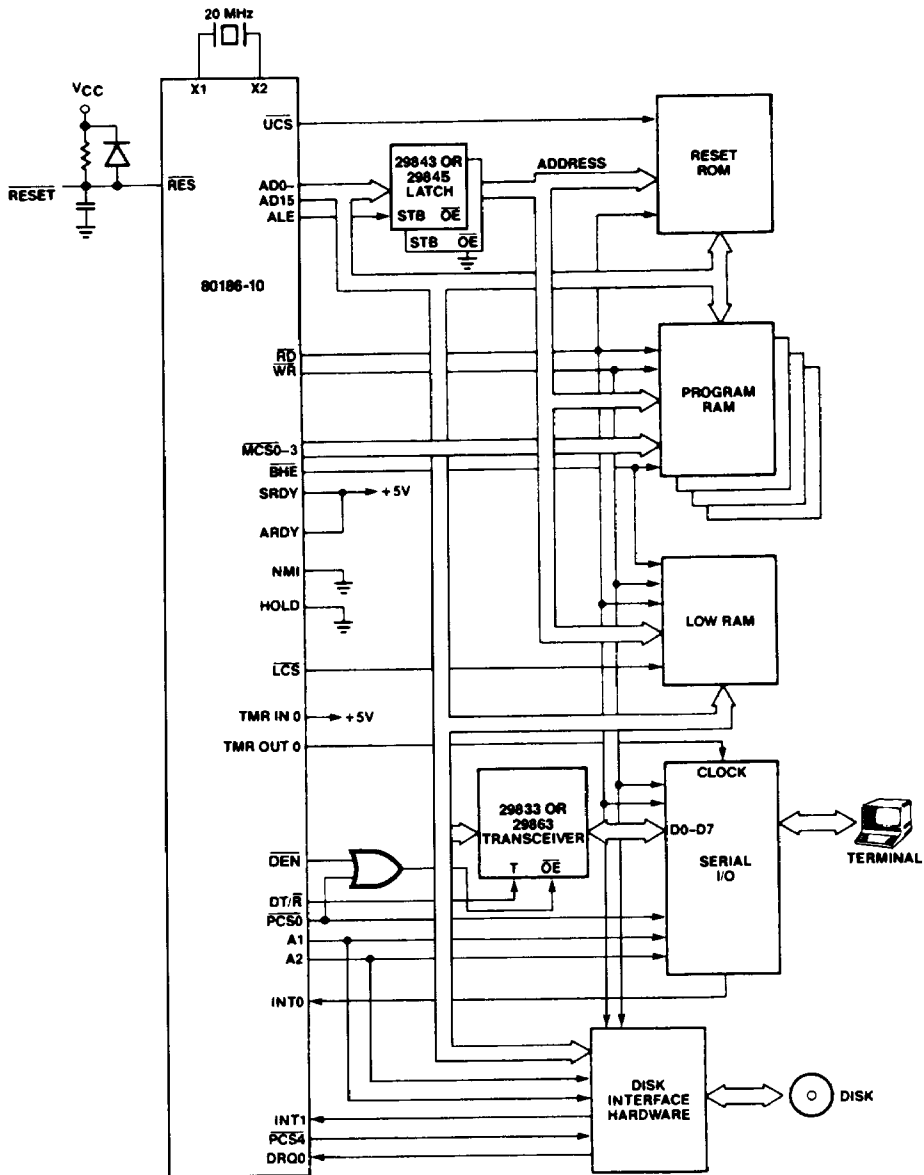 20 MHz
X1
X2
VCC
RESET
RES
UCS
AD0-
AD15
ALE
29843 OR
29845
LATCH
STB OE
STB OE
ADDRESS
RESET
ROM
80186-10
RD
WR
PROGRAM
RAM
MCS0-3
BHE
SRDY
+5V
ARDY
NMI
HOLD
LOW RAM
LCS
TMR IN 0
+5V
TMR OUT 0
CLOCK
29833 OR
29863
TRANSCEIVER
T OE
D0-D7
SERIAL
I/O
TERMINAL
DEN
DT/R
PCS0
A1
A2
INT0
DISK
INTERFACE
HARDWARE
DISK
INT1
PCS4
DRQ0